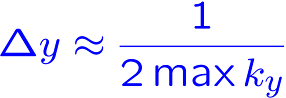 Δy ≈ 1 / (2 max k_y)